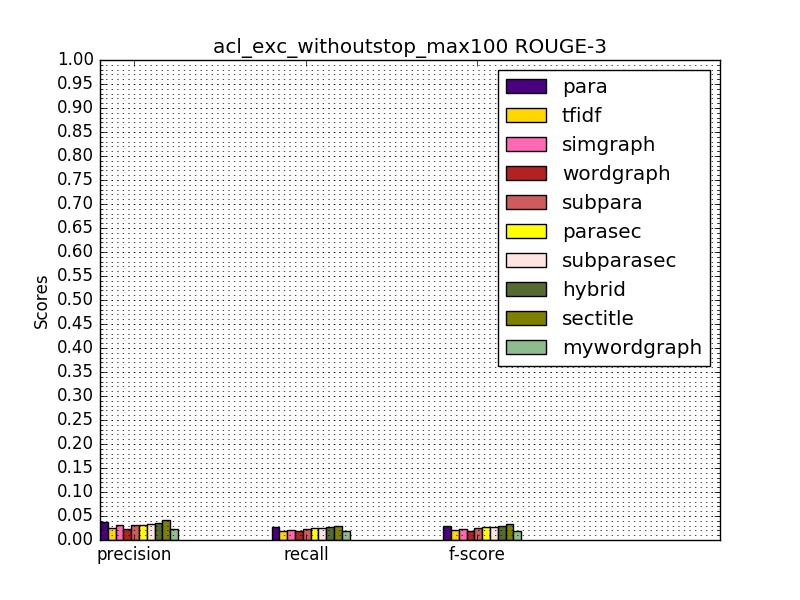 acl_exc_withoutstop_max100 ROUGE-3
1.00
0.95
0.90
0.85
0.80
0.75
0.70
0.65
0.60
0.55
0.50
0.45
0.40
0.35
0.30
0.25
0.20
0.15
0.10
0.05
0.00
Scores
para
tfidf
simgraph
wordgraph
subpara
parasec
subparasec
hybrid
sectitle
mywordgraph
precision
recall
f-score